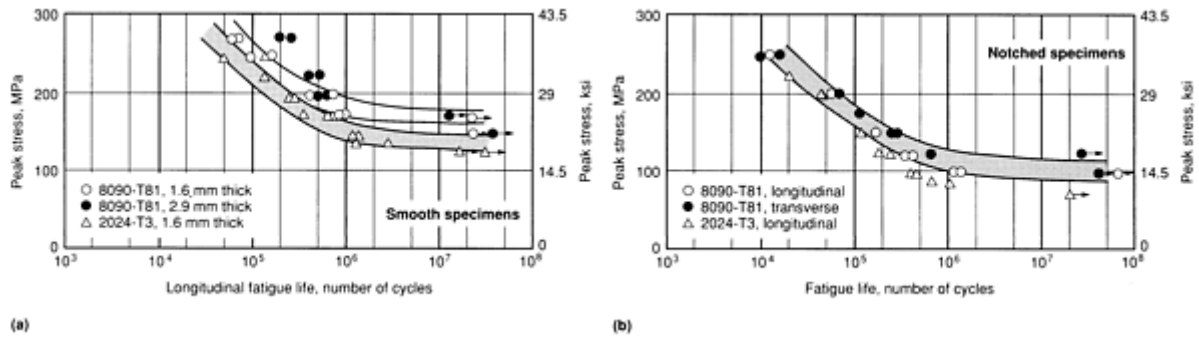 300
200
100
0
Peak stress, MPa
43.5
29
14.5
0
Peak stress, ksi
○ 8090-T81, 1.6 mm thick
● 8090-T81, 2.9 mm thick
△ 2024-T3, 1.6 mm thick
Smooth specimens
10³ 10⁴ 10⁵ 10⁶ 10⁷ 10⁸
Longitudinal fatigue life, number of cycles
(a)
300
200
100
0
Peak stress, MPa
43.5
29
14.5
0
Peak stress, ksi
Notched specimens
○ 8090-T81, longitudinal
● 8090-T81, transverse
△ 2024-T3, longitudinal
10³ 10⁴ 10⁵ 10⁶ 10⁷ 10⁸
Fatigue life, number of cycles
(b)